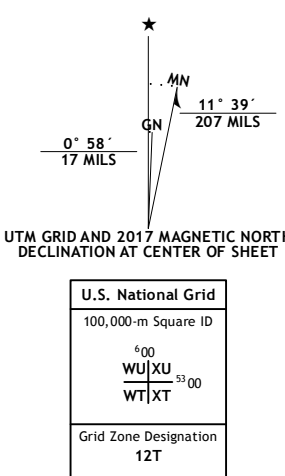 ★
MN
GN
11° 39´
207 MILS
0° 58´
17 MILS
UTM GRID AND 2017 MAGNETIC NORTH
DECLINATION AT CENTER OF SHEET
U.S. National Grid
100,000-m Square ID
⁶00
WU XU
⁵³00
WT XT
Grid Zone Designation
12T